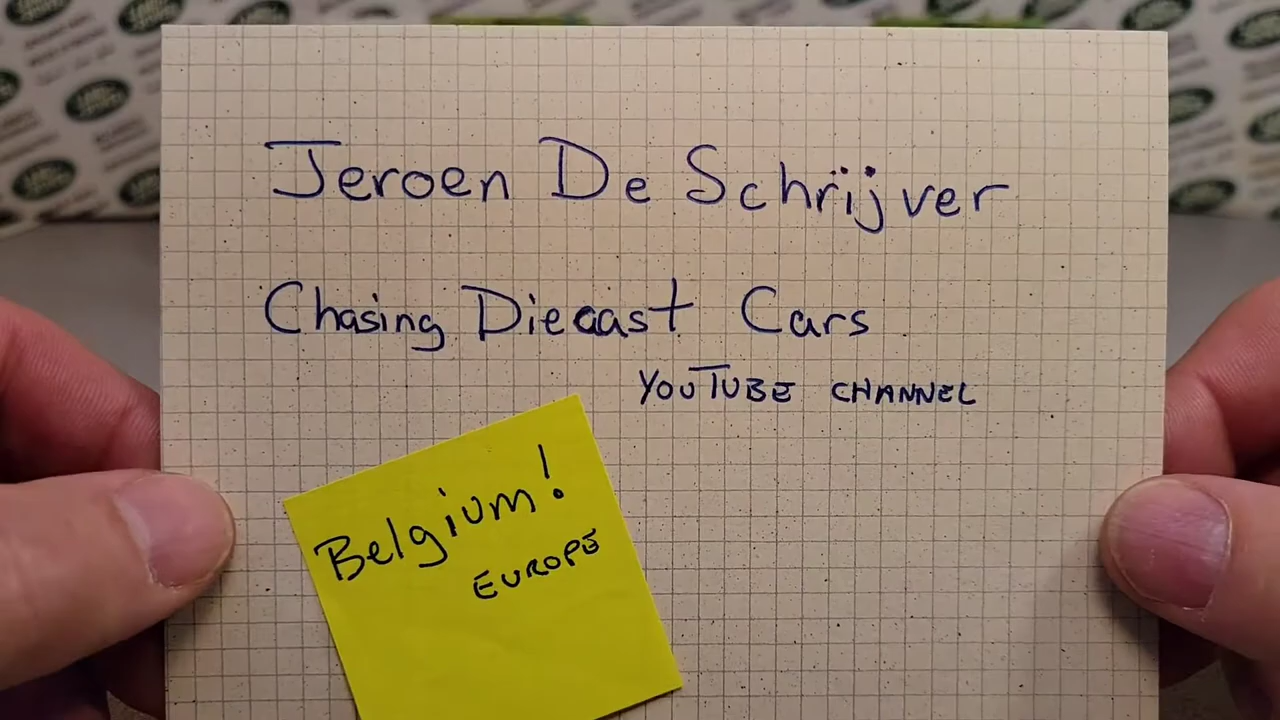 Jeroen De Schrijver
Chasing Diecast Cars
YOUTUBE CHANNEL
Belgium!
EUROPE